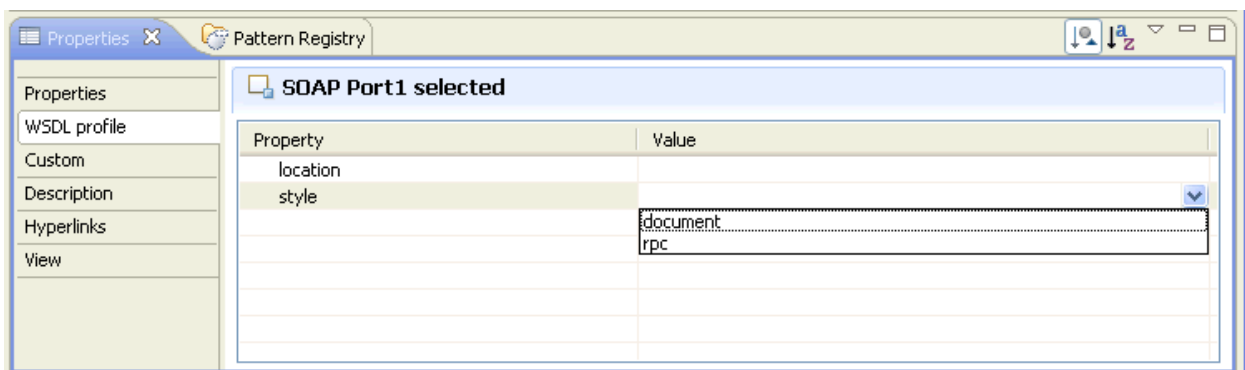 Properties Pattern Registry
SOAP Port1 selected
Properties
WSDL profile
Custom
Description
Hyperlinks
View
Property Value
location
style
document
rpc